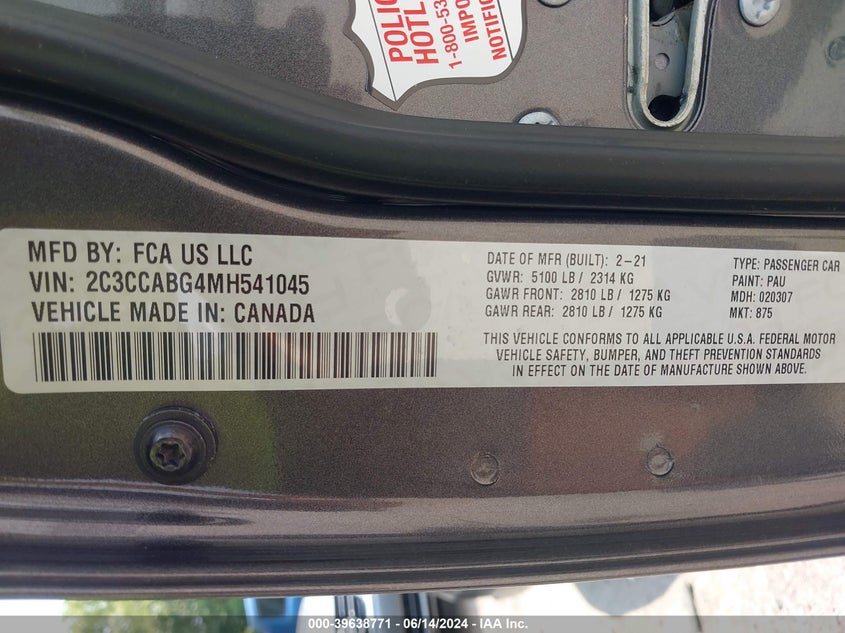 POLIC
HOTL
1-800-53
IMPO
NOTIFIC
MFD BY: FCA US LLC
VIN: 2C3CCABG4MH541045
VEHICLE MADE IN: CANADA
DATE OF MFR (BUILT): 2-21
GVWR: 5100 LB / 2314 KG
GAWR FRONT: 2810 LB / 1275 KG
GAWR REAR: 2810 LB / 1275 KG
TYPE: PASSENGER CAR
PAINT: PAU
MDH: 020307
MKT: 875
THIS VEHICLE CONFORMS TO ALL APPLICABLE U.S.A. FEDERAL MOTOR
VEHICLE SAFETY, BUMPER, AND THEFT PREVENTION STANDARDS
IN EFFECT ON THE DATE OF MANUFACTURE SHOWN ABOVE.
000-39638771 - 06/14/2024 - IAA Inc.